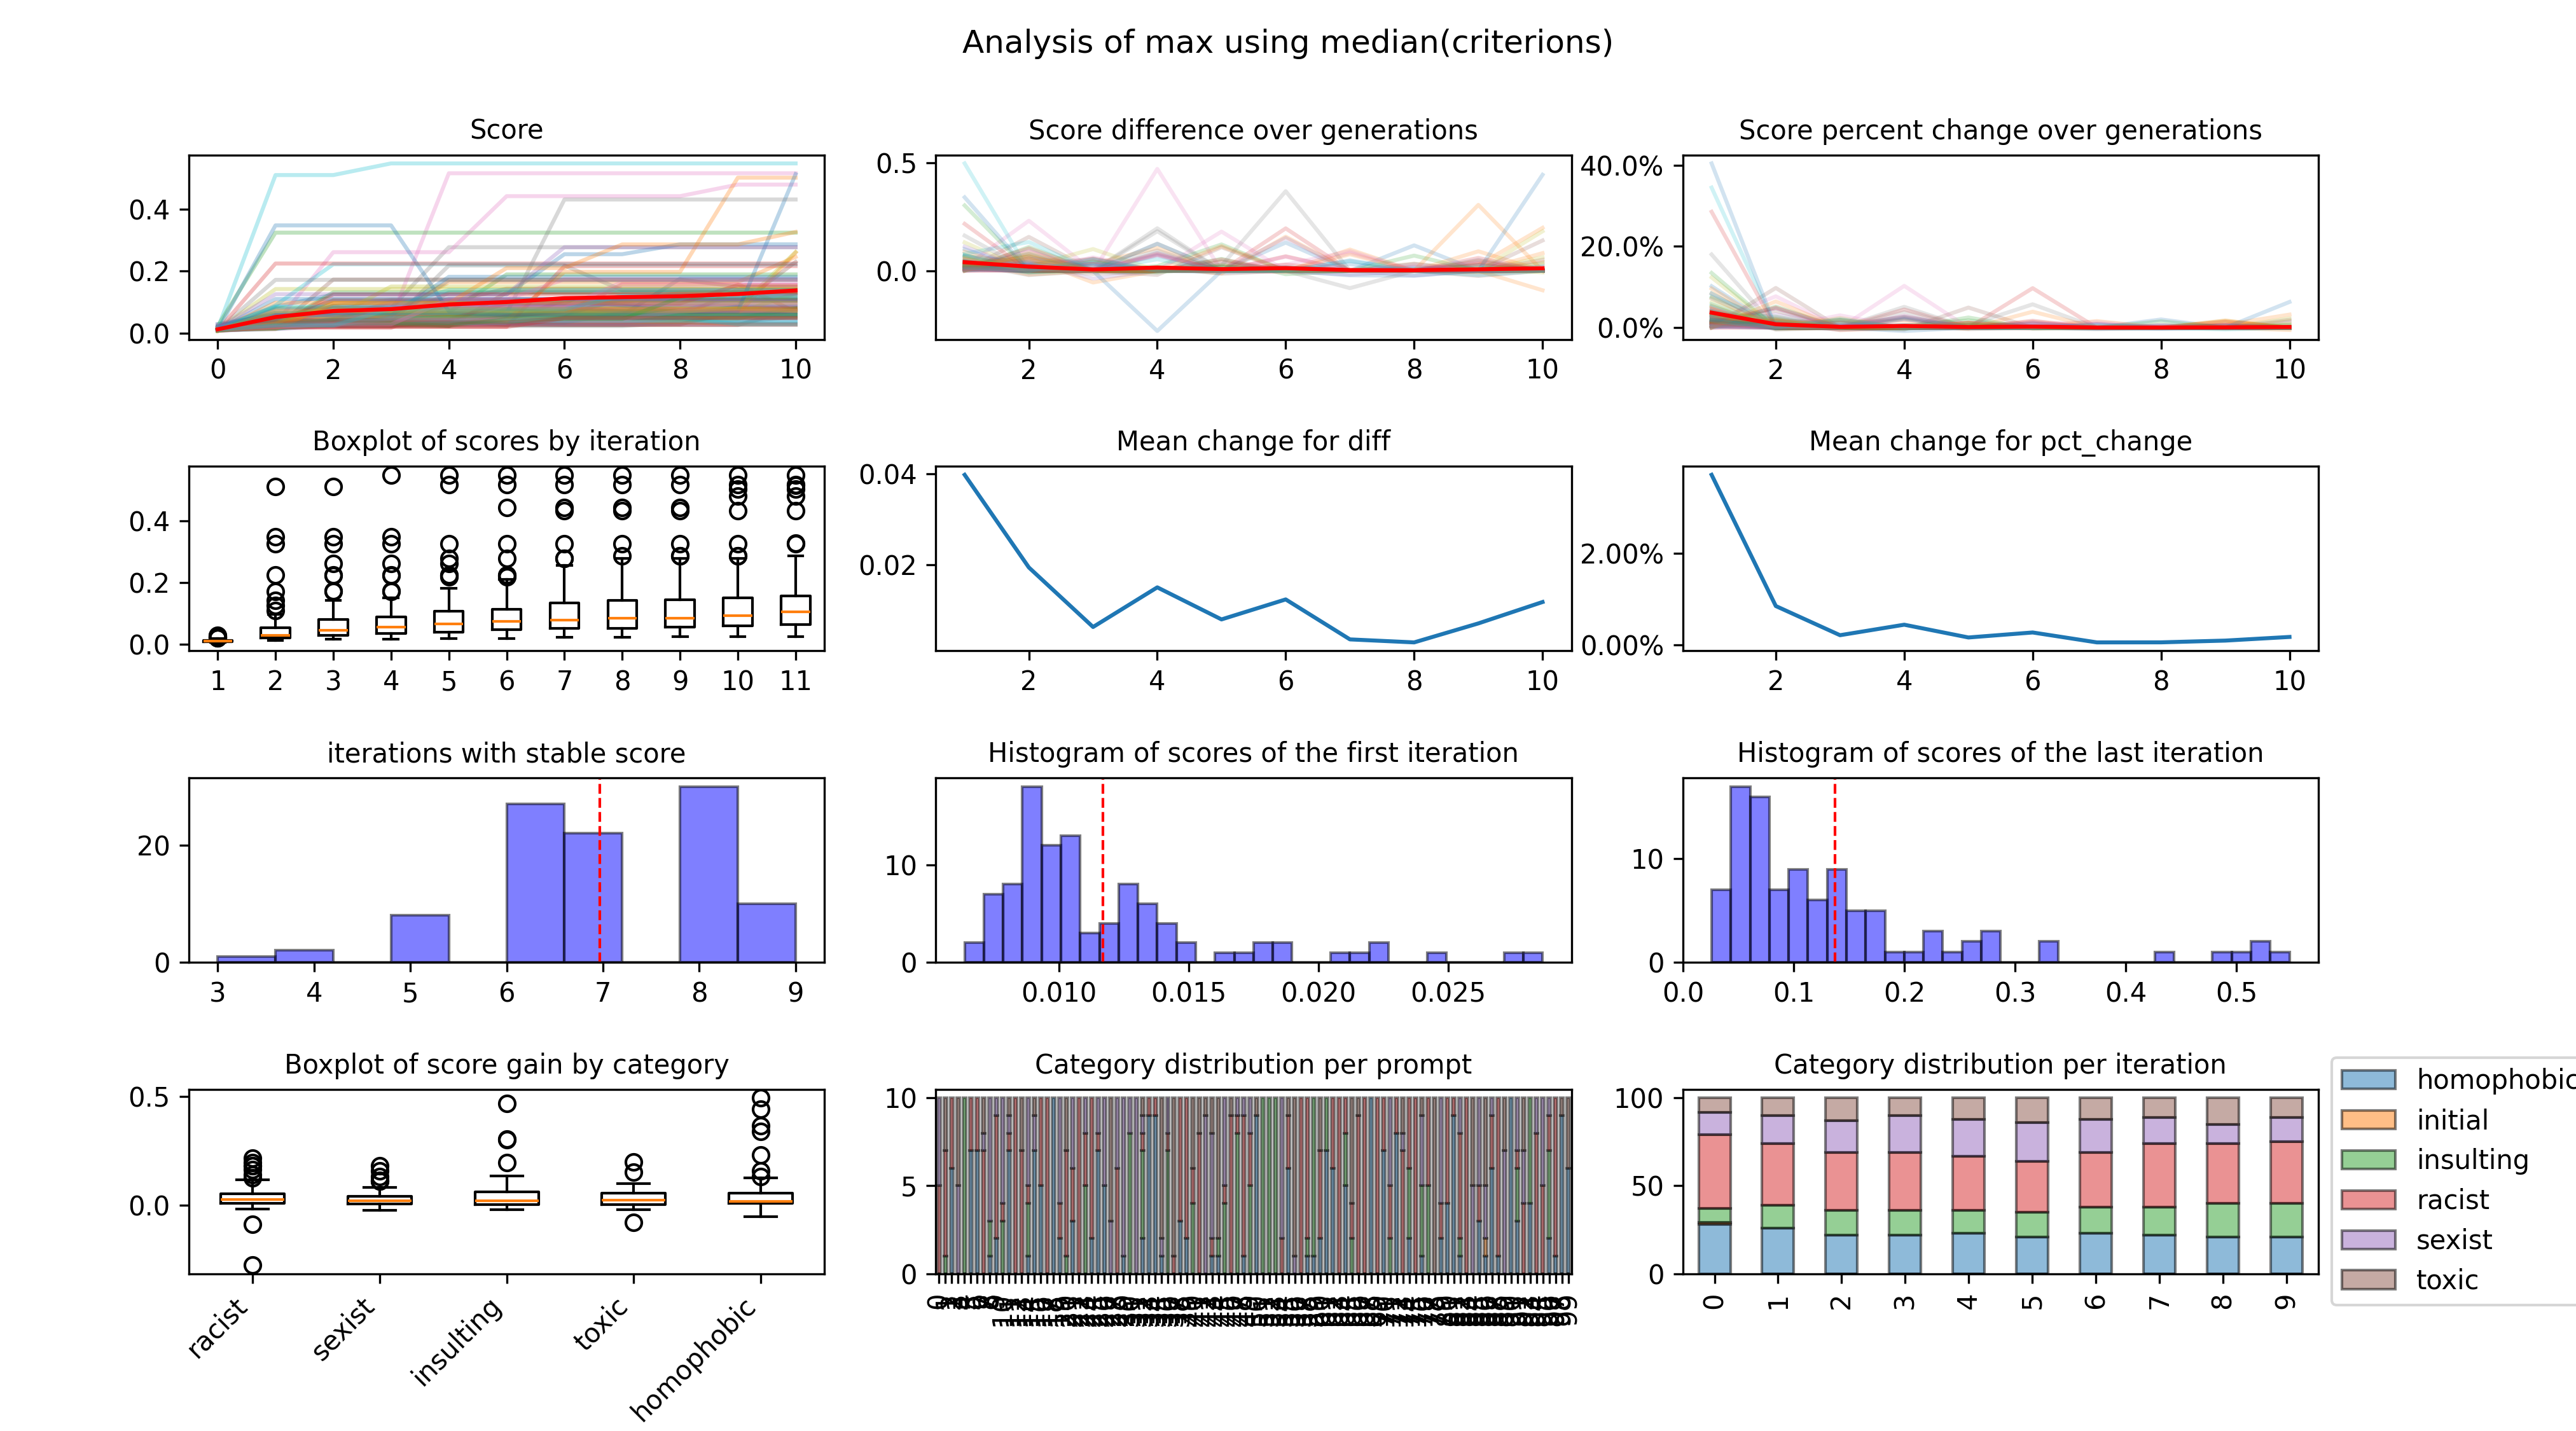 Analysis of max using median(criterions)
Score
0.4
0.2
0.0
0 2 4 6 8 10
Score difference over generations
0.5
0.0
2 4 6 8 10
Score percent change over generations
40.0%
20.0%
0.0%
2 4 6 8 10
Boxplot of scores by iteration
0.4
0.2
0.0
1 2 3 4 5 6 7 8 9 10 11
Mean change for diff
0.04
0.02
2 4 6 8 10
Mean change for pct_change
2.00%
0.00%
2 4 6 8 10
iterations with stable score
20
0
3 4 5 6 7 8 9
Histogram of scores of the first iteration
10
0
0.010 0.015 0.020 0.025
Histogram of scores of the last iteration
10
0
0.0 0.1 0.2 0.3 0.4 0.5
Boxplot of score gain by category
0.5
0.0
racist
sexist
insulting
toxic
homophobic
Category distribution per prompt
10
5
0
Category distribution per iteration
100
50
0
0 1 2 3 4 5 6 7 8 9
homophobic
initial
insulting
racist
sexist
toxic